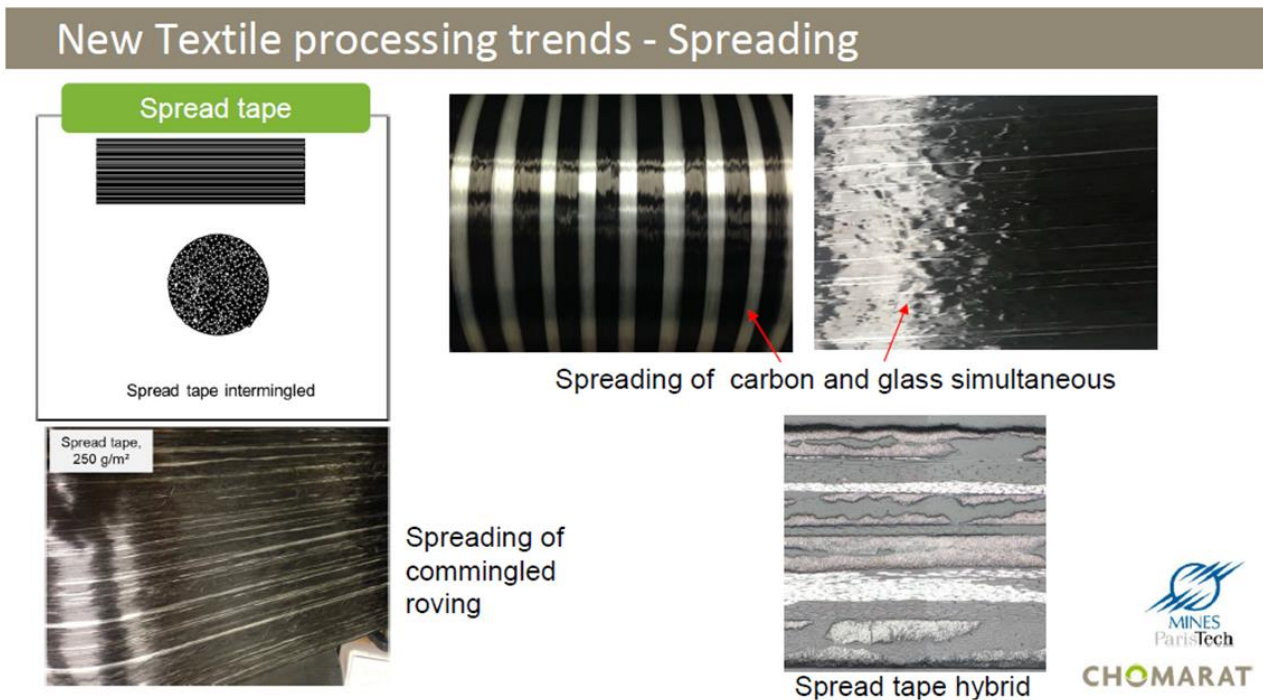 New Textile processing trends - Spreading
Spread tape
Spread tape intermingled
Spread tape,
250 g/m²
Spreading of
commingled
roving
Spreading of carbon and glass simultaneous
Spread tape hybrid
MINES
ParisTech
CHOMARAT